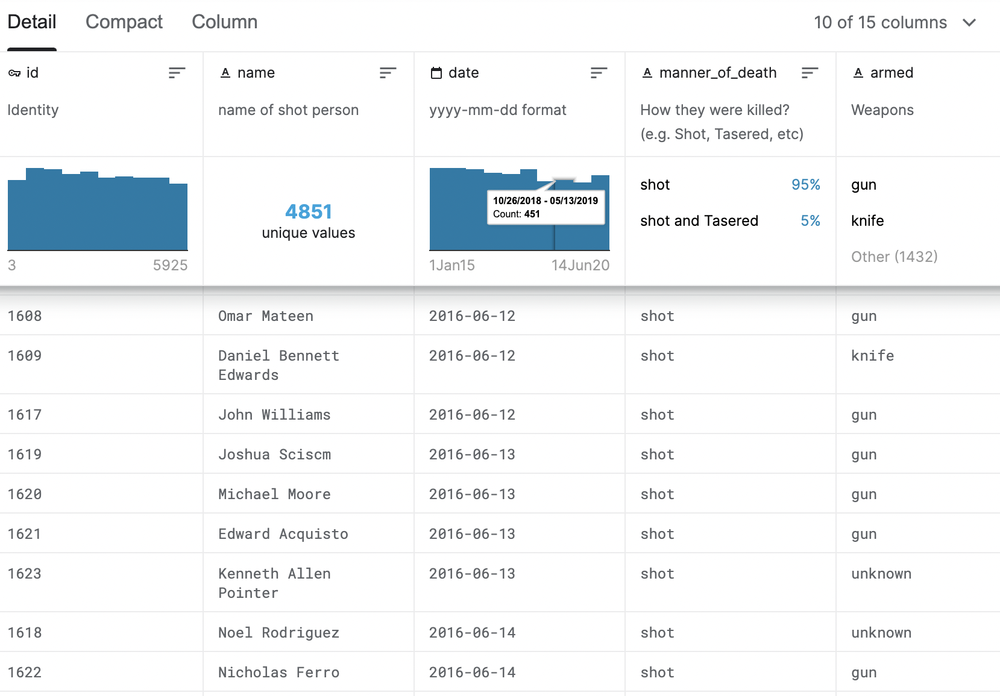 Detail Compact Column 10 of 15 columns
id name date manner_of_death armed
Identity name of shot person yyyy-mm-dd format How they were killed? Weapons
(e.g. Shot, Tasered, etc)
shot 95% gun
10/26/2018 - 05/13/2019
4851 Count: 451
unique values shot and Tasered 5% knife
3 5925 1Jan15 14Jun20 Other (1432)
1608 Omar Mateen 2016-06-12 shot gun
1609 Daniel Bennett 2016-06-12 shot knife
Edwards
1617 John Williams 2016-06-12 shot gun
1619 Joshua Sciscm 2016-06-13 shot gun
1620 Michael Moore 2016-06-13 shot gun
1621 Edward Acquisto 2016-06-13 shot gun
1623 Kenneth Allen 2016-06-13 shot unknown
Pointer
1618 Noel Rodriguez 2016-06-14 shot unknown
1622 Nicholas Ferro 2016-06-14 shot gun